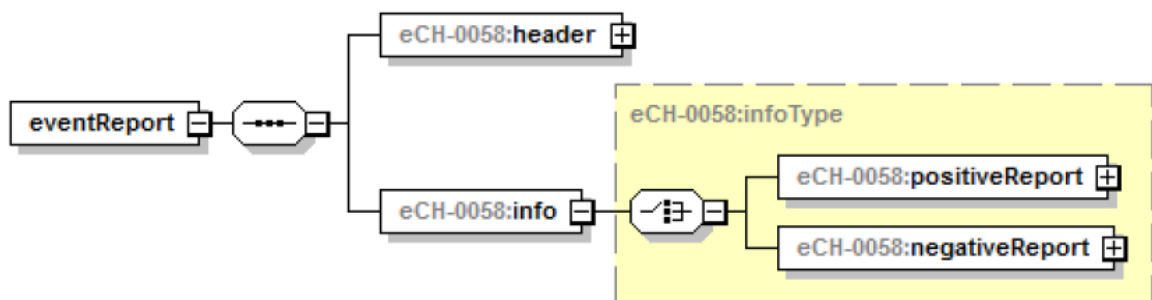 eCH-0058:header
eCH-0058:infoType
eventReport
eCH-0058:positiveReport
eCH-0058:info
eCH-0058:negativeReport